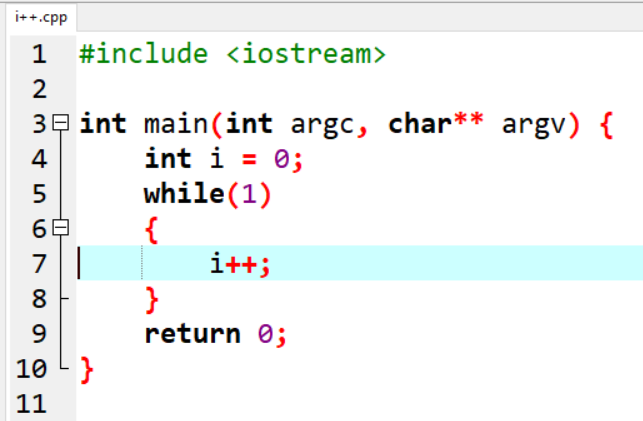 i++.cpp
1 #include <iostream>
2
3 int main(int argc, char** argv) {
4     int i = 0;
5     while(1)
6     {
7         i++;
8     }
9     return 0;
10 }
11